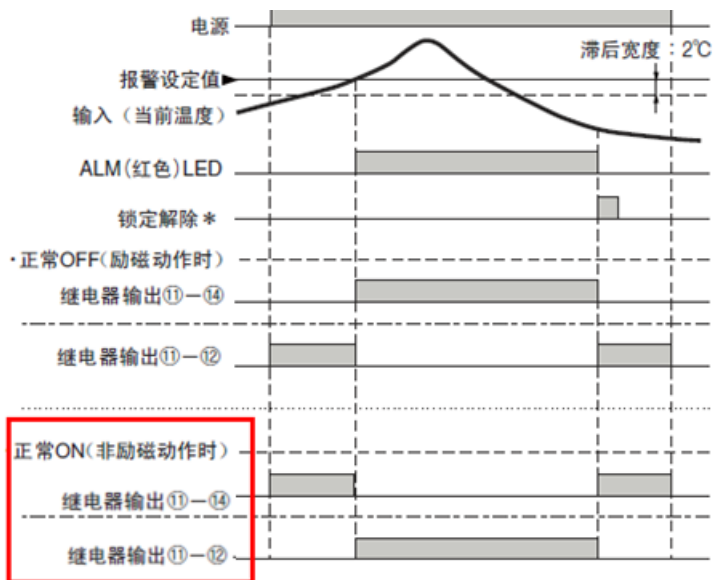 电源
滞后宽度：2℃
报警设定值
输入（当前温度）
ALM(红色)LED
锁定解除＊
·正常OFF(励磁动作时)
继电器输出⑪－⑭
继电器输出⑪－⑫
·正常ON(非励磁动作时)
继电器输出⑪－⑭
继电器输出⑪－⑫